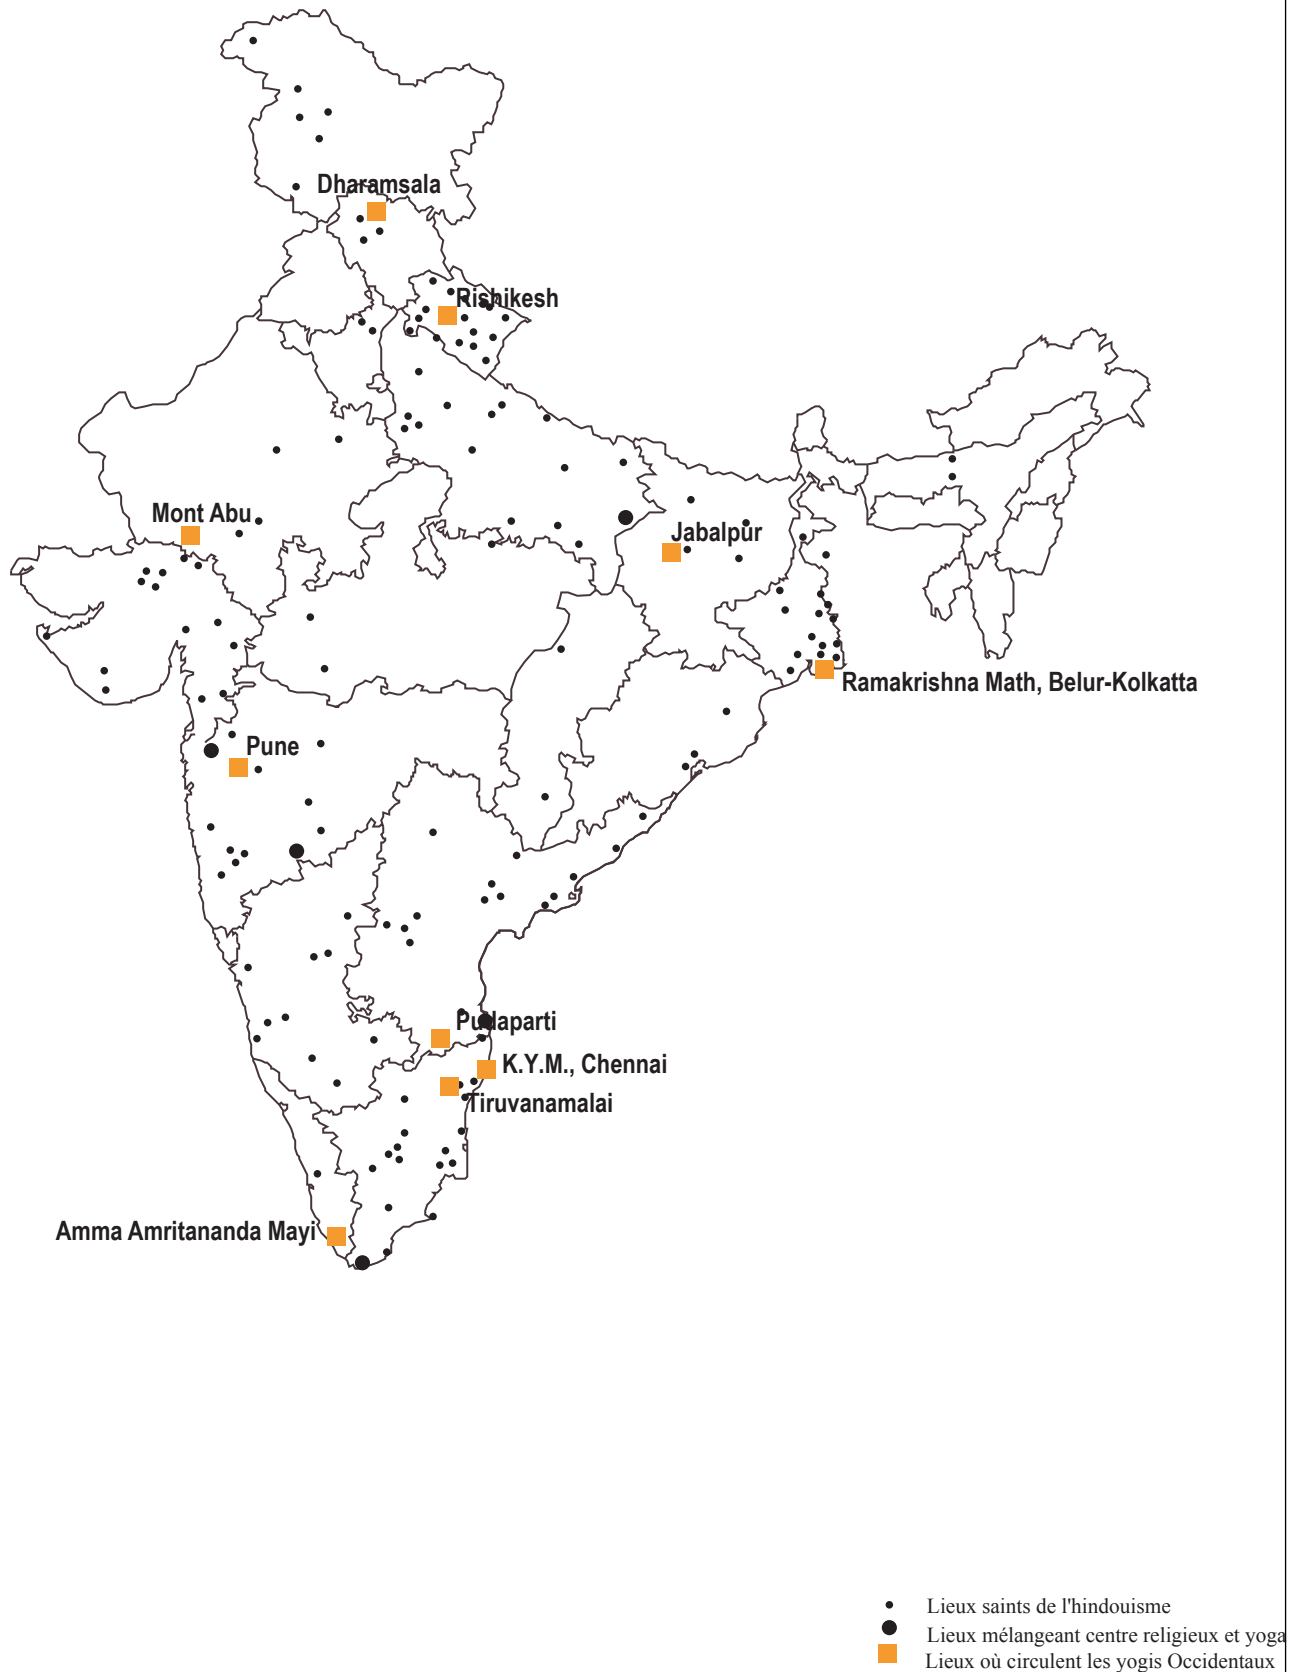 Dharamsala
Rishikesh
Mont Abu
Jabalpur
Ramakrishna Math, Belur-Kolkatta
Pune
Puttaparti
K.Y.M., Chennai
Tiruvanamalai
Amma Amritananda Mayi
Lieux saints de l'hindouisme
Lieux mélangeant centre religieux et yoga
Lieux où circulent les yogis Occidentaux